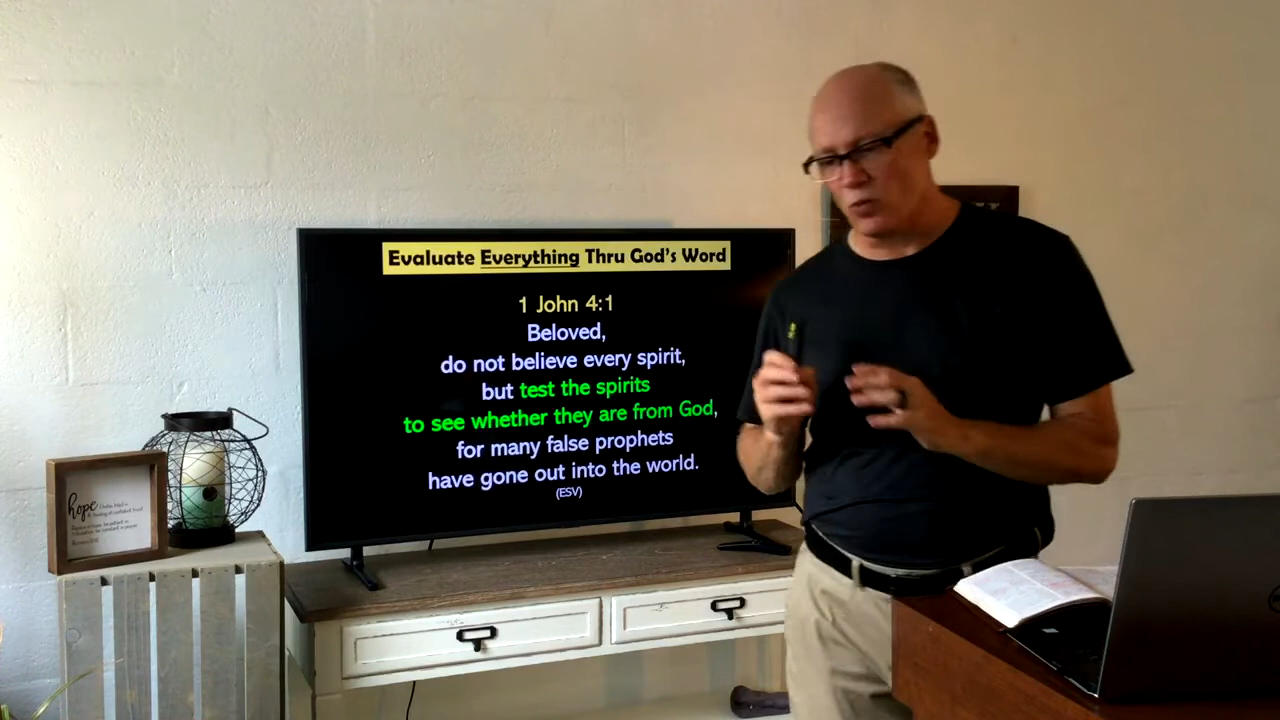 Evaluate Everything Thru God's Word
1 John 4:1
Beloved,
do not believe every spirit,
but test the spirits
to see whether they are from God,
for many false prophets
have gone out into the world.
(ESV)
hope